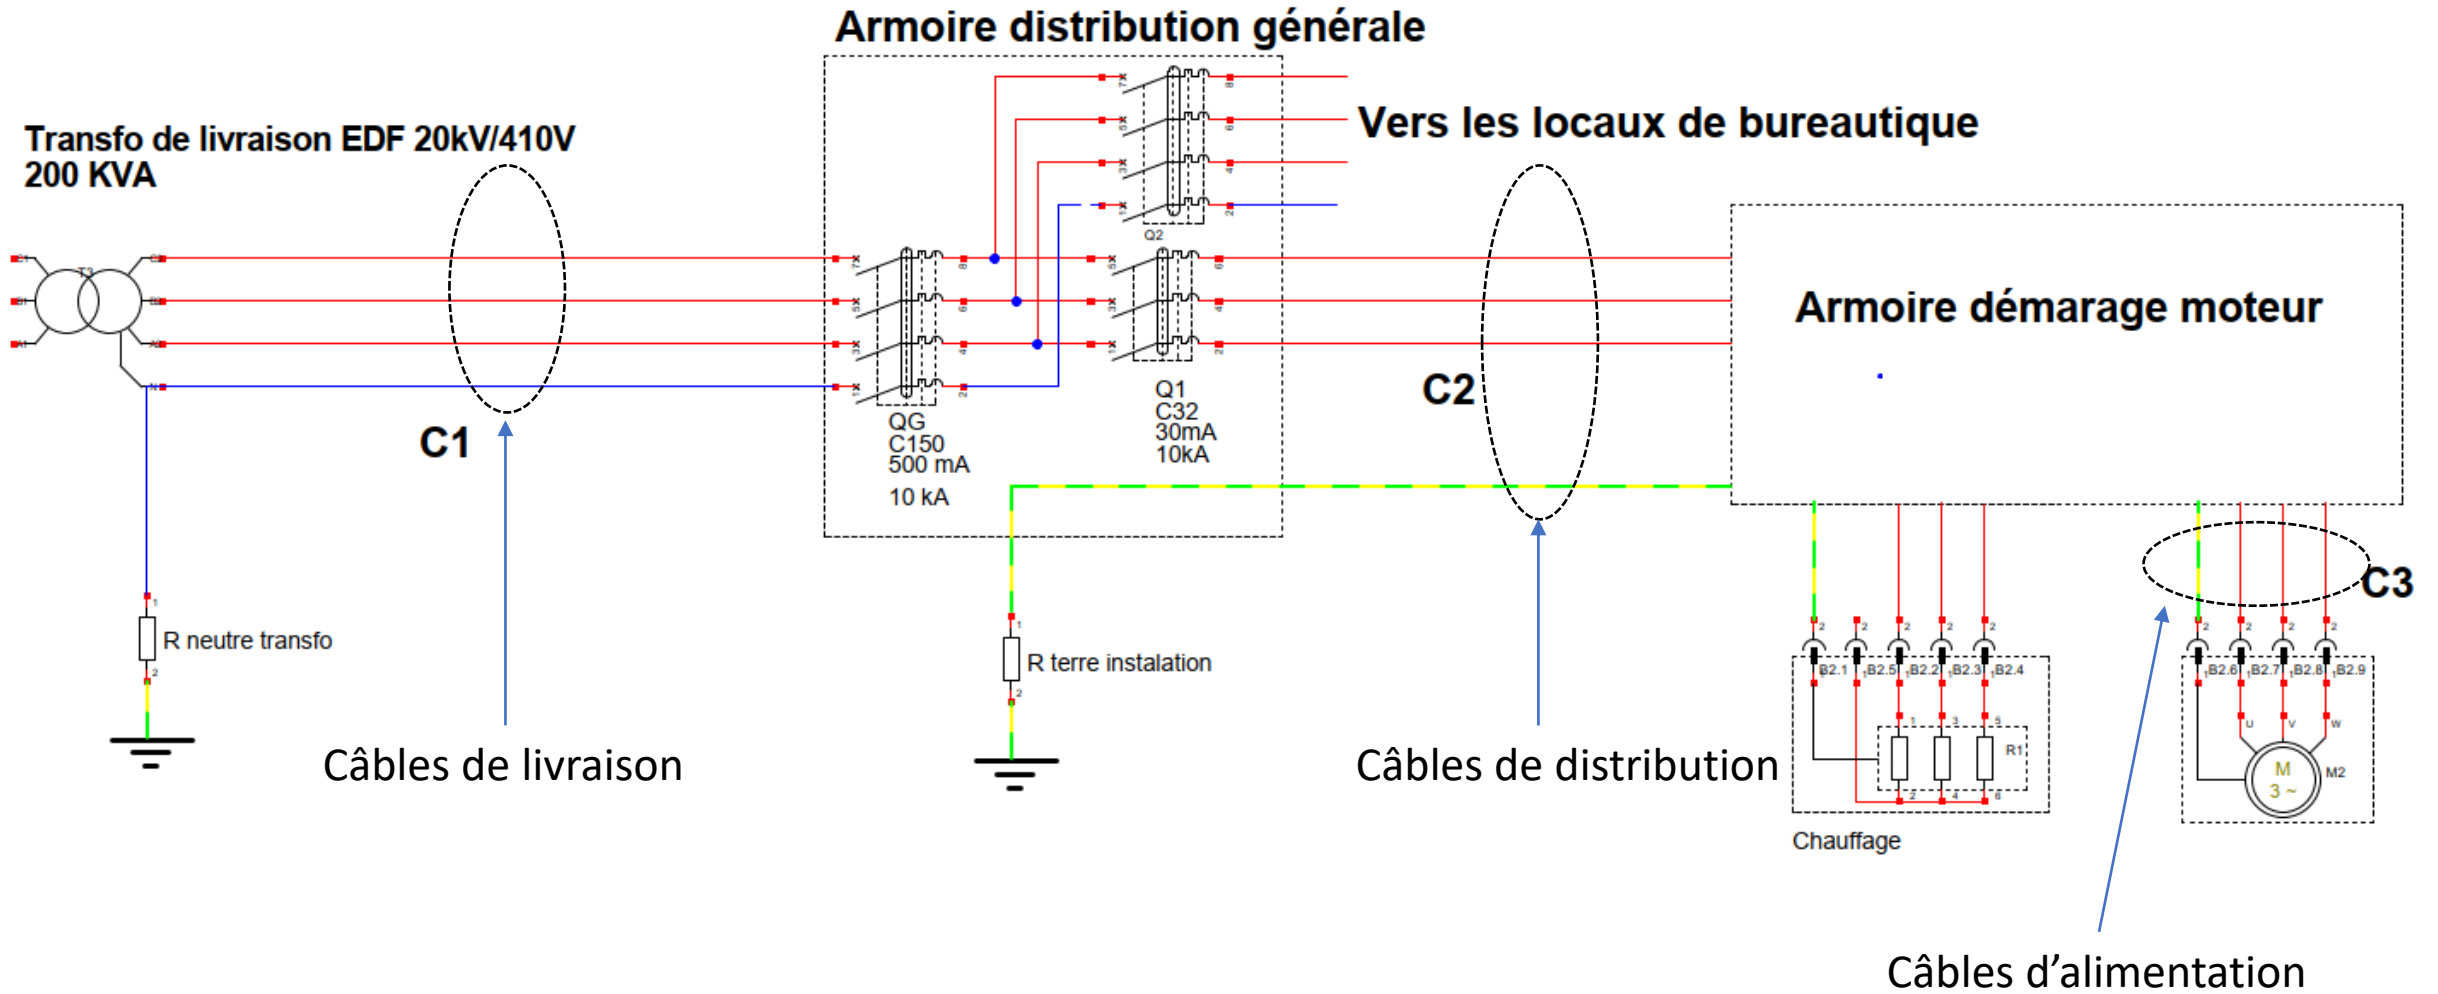 Armoire distribution générale
Transfo de livraison EDF 20kV/410V
200 KVA
Vers les locaux de bureautique
T3
Q2
QG
C150
500 mA
10 kA
Q1
C32
30mA
10kA
C1
C2
Armoire démarage moteur
C3
R neutre transfo
R terre instalation
B2.1
B2.5
B2.2
B2.3
B2.4
B2.6
B2.7
B2.8
B2.9
U
V
W
R1
M
3 ~
M2
Câbles de livraison
Câbles de distribution
Chauffage
Câbles d’alimentation